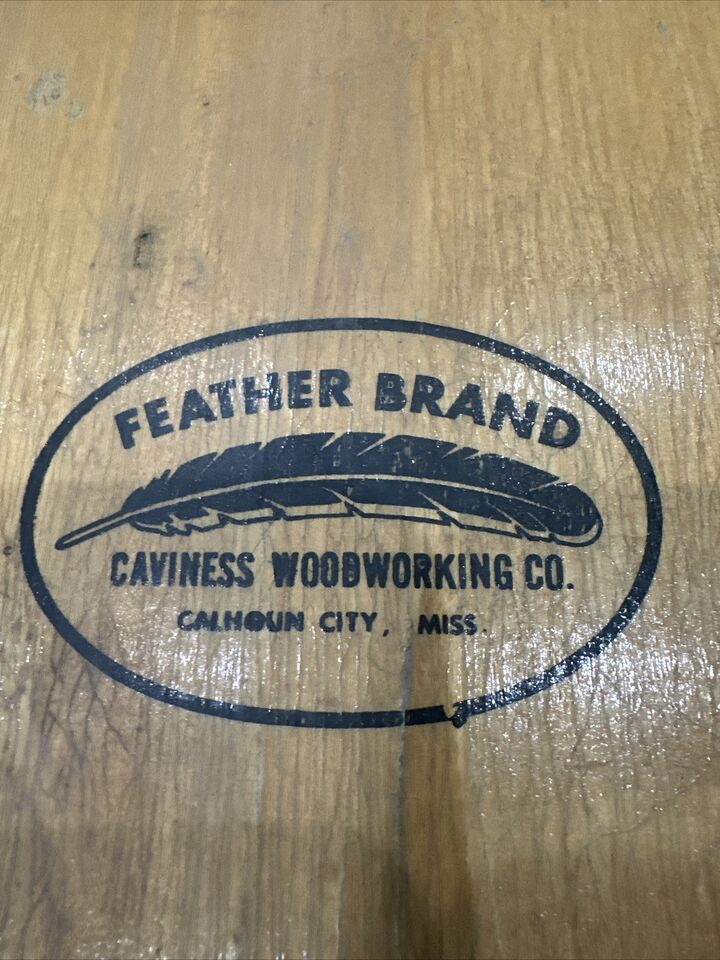 FEATHER BRAND
CAVINESS WOODWORKING CO.
CALHOUN CITY, MISS.